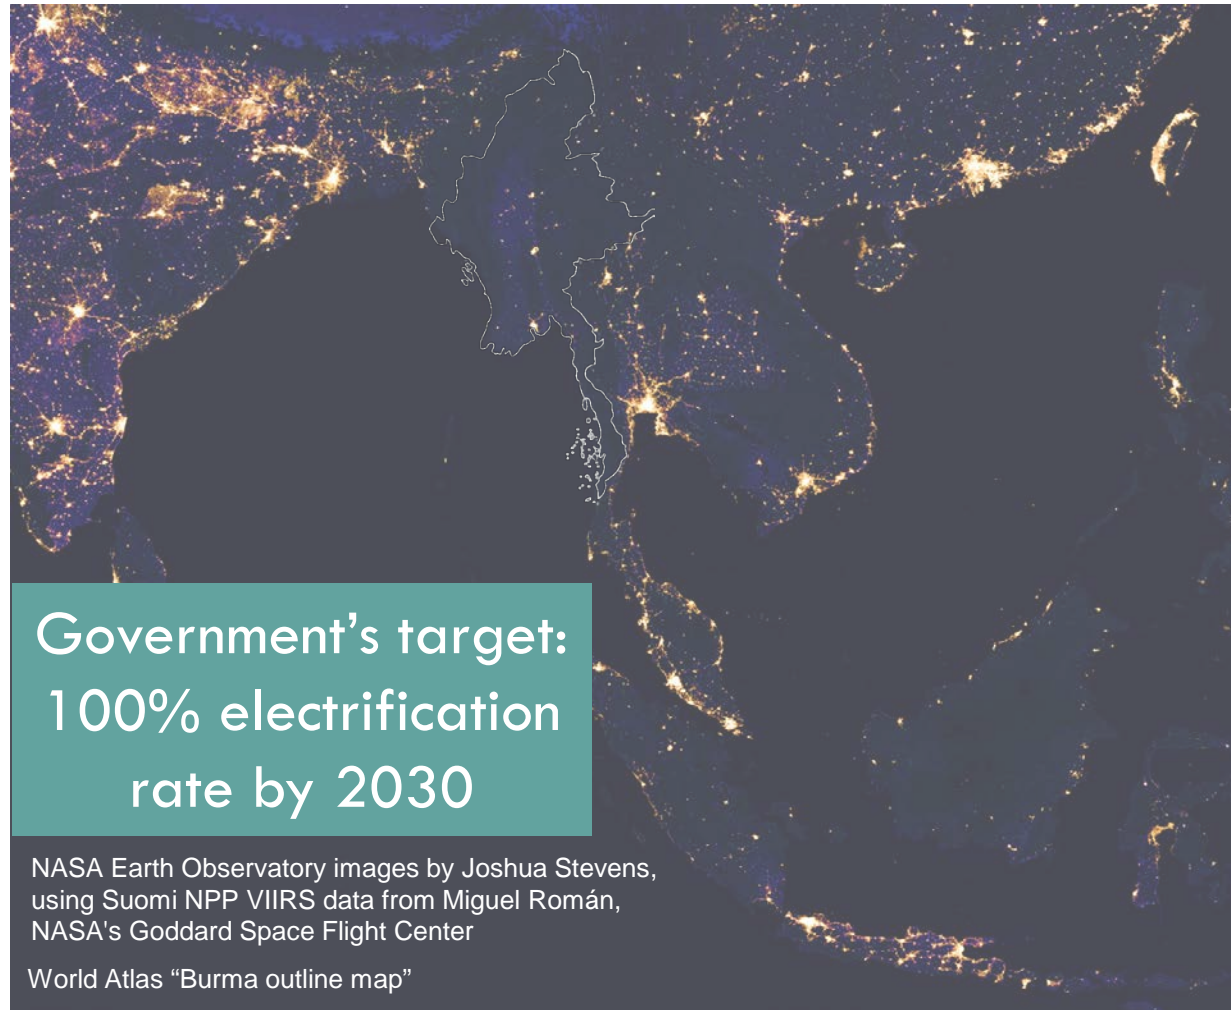 Government’s target:
100% electrification
rate by 2030
NASA Earth Observatory images by Joshua Stevens,
using Suomi NPP VIIRS data from Miguel Román,
NASA's Goddard Space Flight Center
World Atlas “Burma outline map”